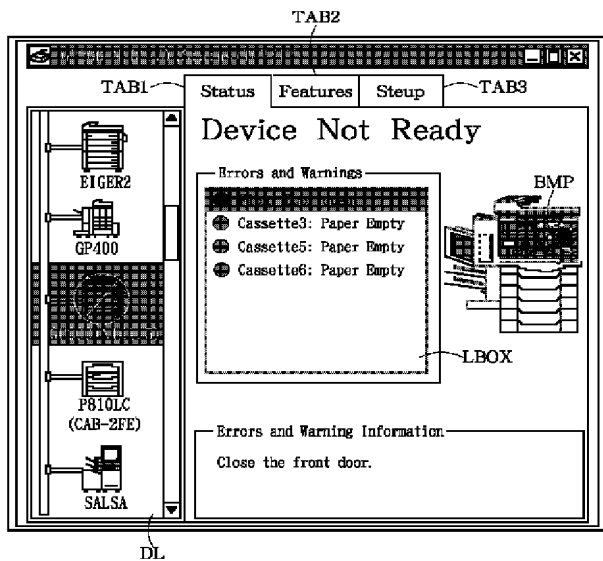 TAB2
TAB1
TAB3
Status Features Steup
Device Not Ready
EIGER2
GP400
P810LC
(CAB-2FE)
SALSA
DL
Errors and Warnings
Cassette3: Paper Empty
Cassette5: Paper Empty
Cassette6: Paper Empty
BMP
LBOX
Errors and Warning Information
Close the front door.